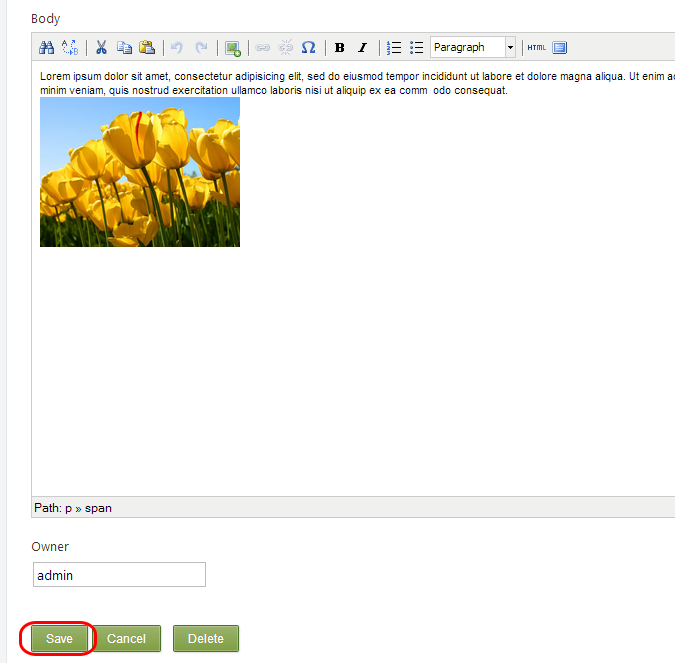 Body
B I Paragraph HTML
Lorem ipsum dolor sit amet, consectetur adipisicing elit, sed do eiusmod tempor incididunt ut labore et dolore magna aliqua. Ut enim
minim veniam, quis nostrud exercitation ullamco laboris nisi ut aliquip ex ea comm odo consequat.
Path: p » span
Owner
admin
Save Cancel Delete